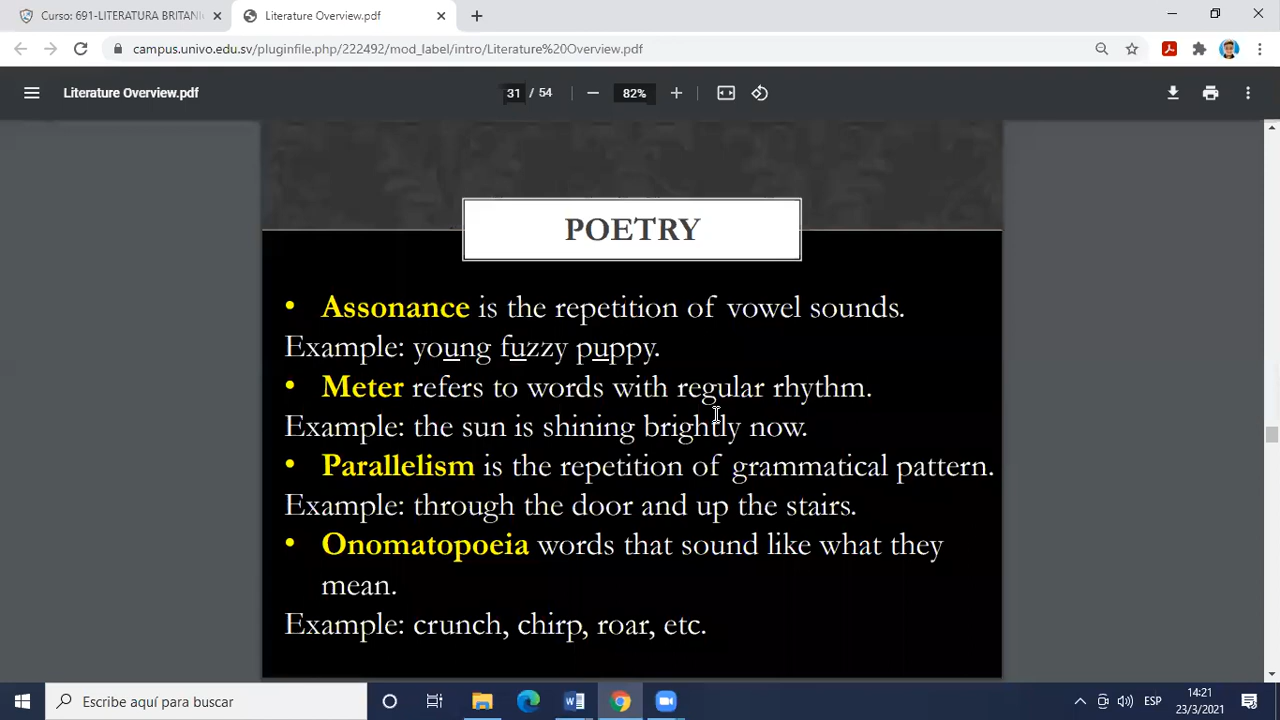 Curso: 691-LITERATURA BRITANI
Literature Overview.pdf
campus.univo.edu.sv/pluginfile.php/222492/mod_label/intro/Literature%20Overview.pdf
Literature Overview.pdf
31 / 54
82%
POETRY
• Assonance is the repetition of vowel sounds.
Example: young fuzzy puppy.
• Meter refers to words with regular rhythm.
Example: the sun is shining brightly now.
• Parallelism is the repetition of grammatical pattern.
Example: through the door and up the stairs.
• Onomatopoeia words that sound like what they
mean.
Example: crunch, chirp, roar, etc.
Escribe aquí para buscar
ESP
14:21
23/3/2021